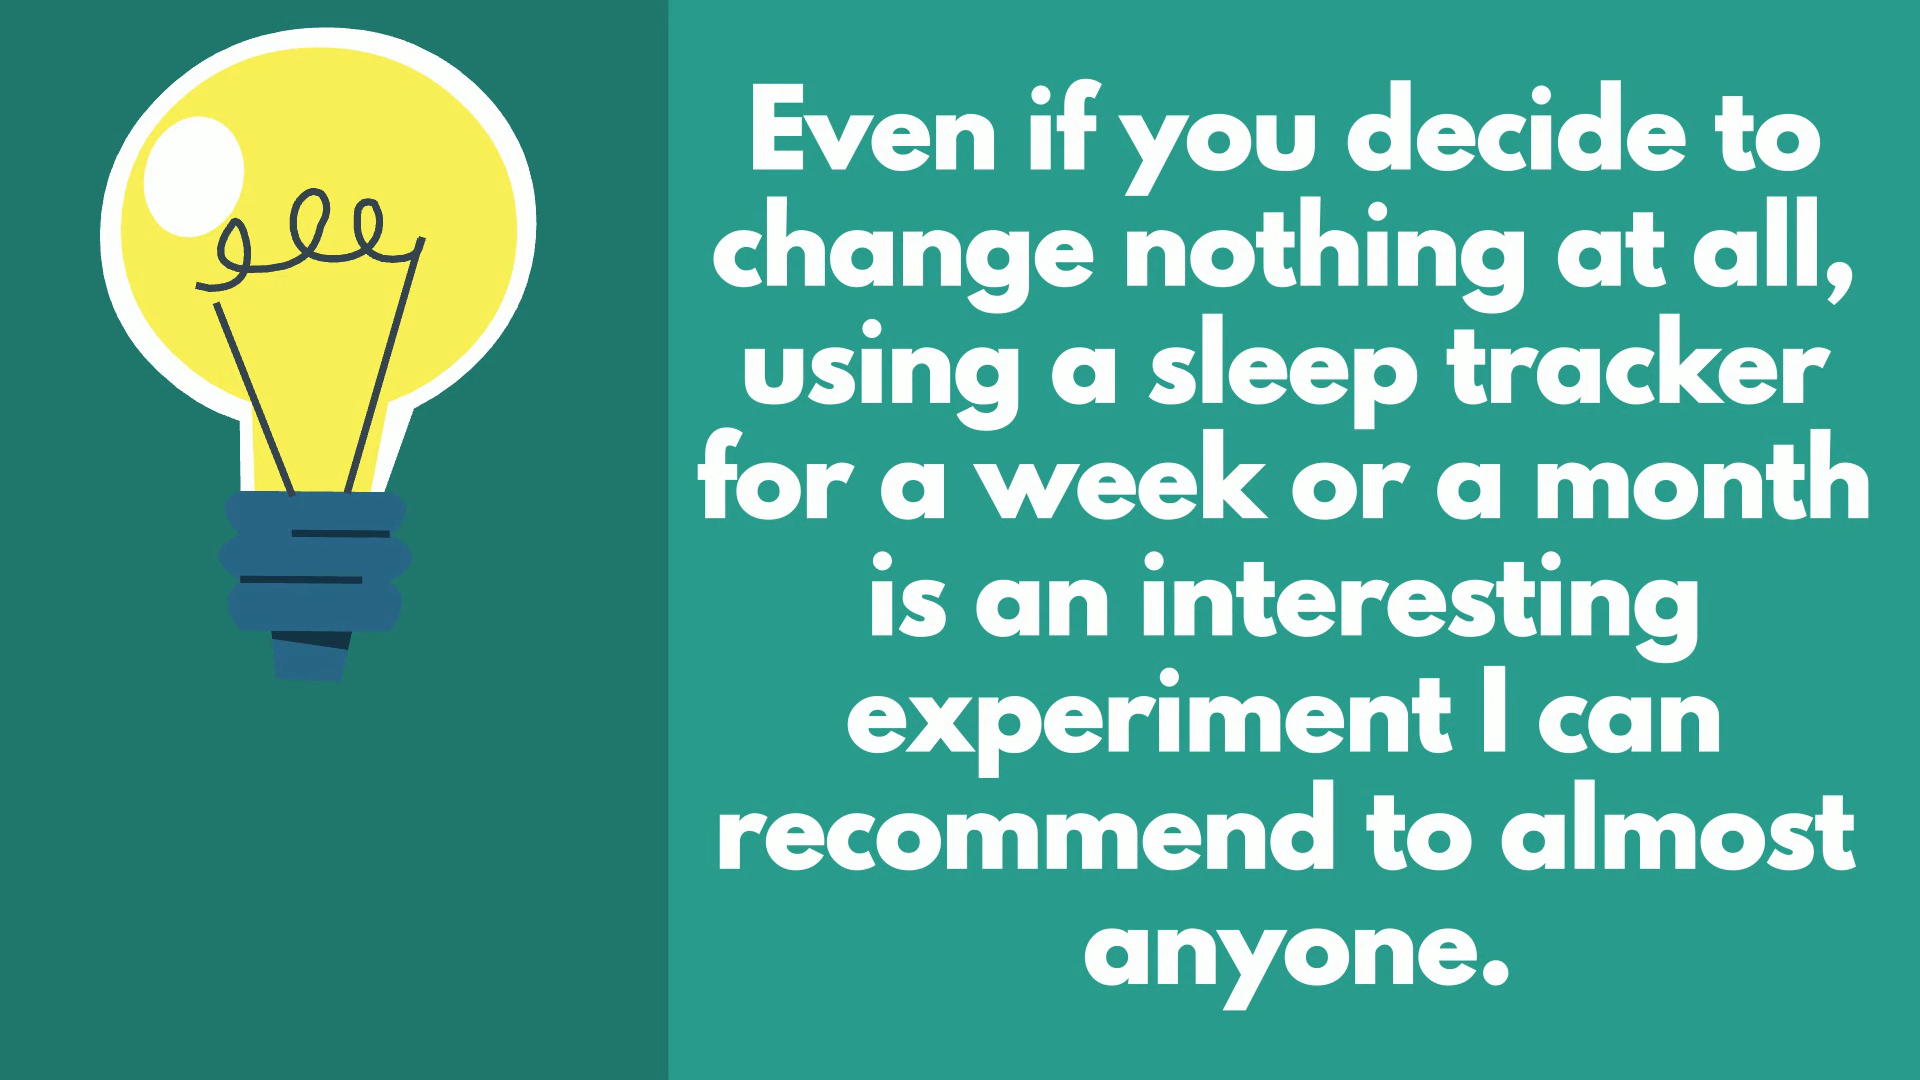 Even if you decide to
change nothing at all,
using a sleep tracker
for a week or a month
is an interesting
experiment I can
recommend to almost
anyone.